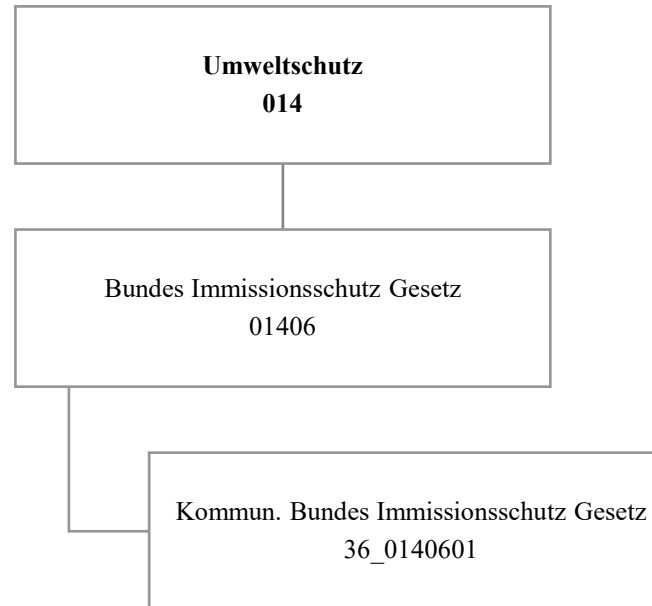 Umweltschutz
014
Bundes Immissionsschutz Gesetz
01406
Kommun. Bundes Immissionsschutz Gesetz
36_0140601